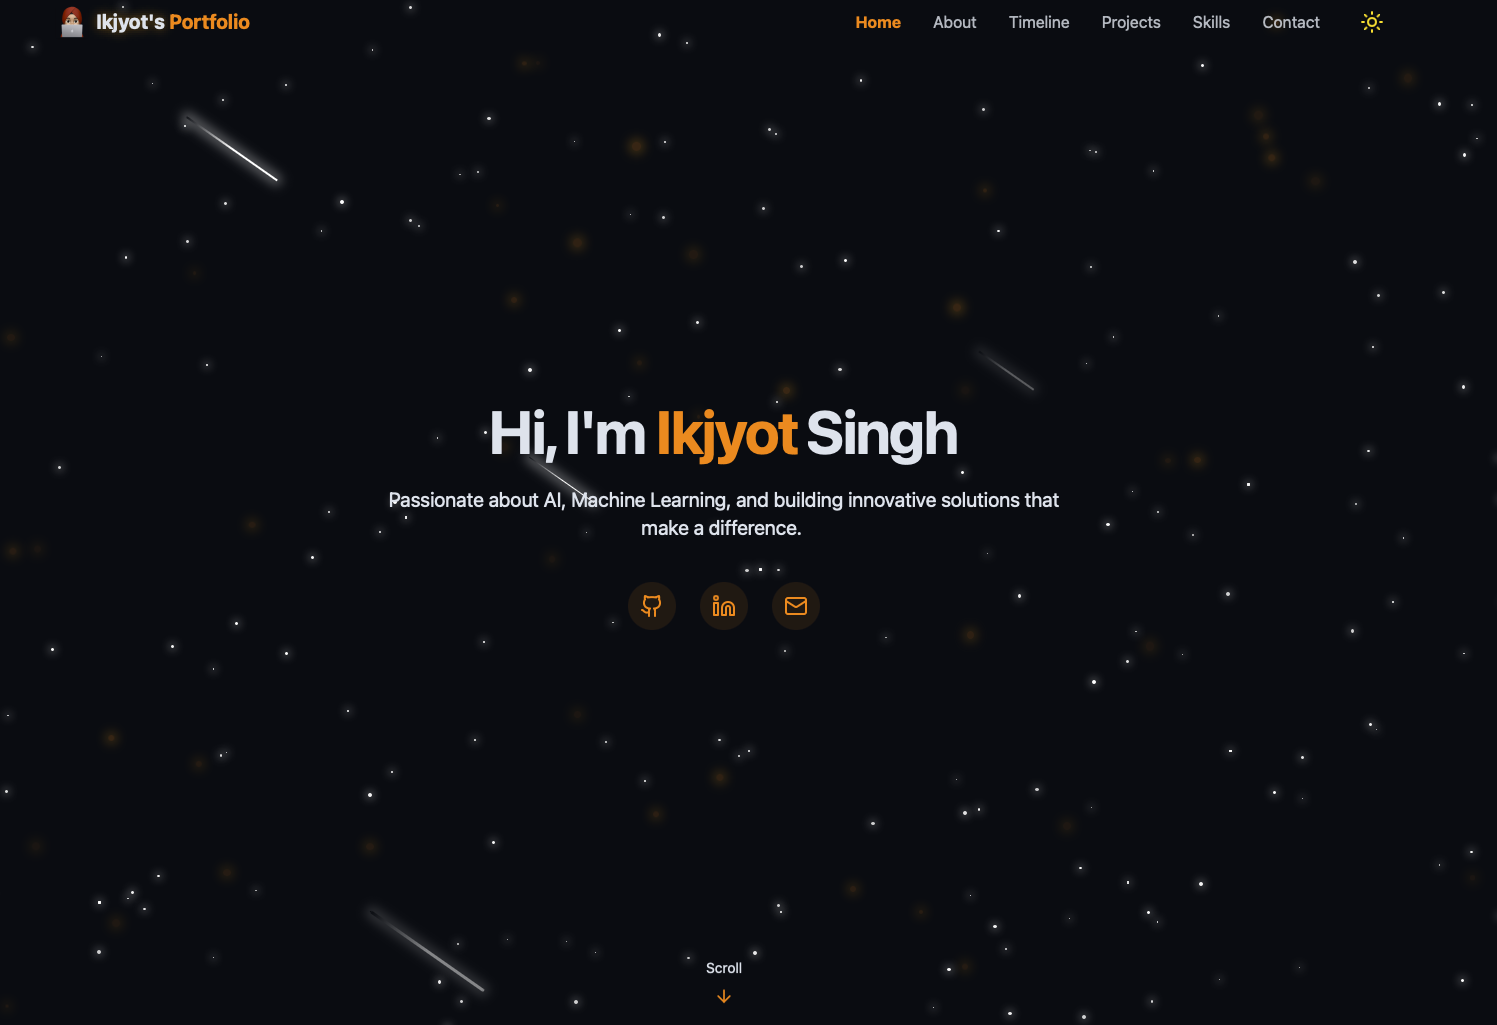 Ikjyot's Portfolio
Home About Timeline Projects Skills Contact
Hi, I'm Ikjyot Singh
Passionate about AI, Machine Learning, and building innovative solutions that
make a difference.
Scroll